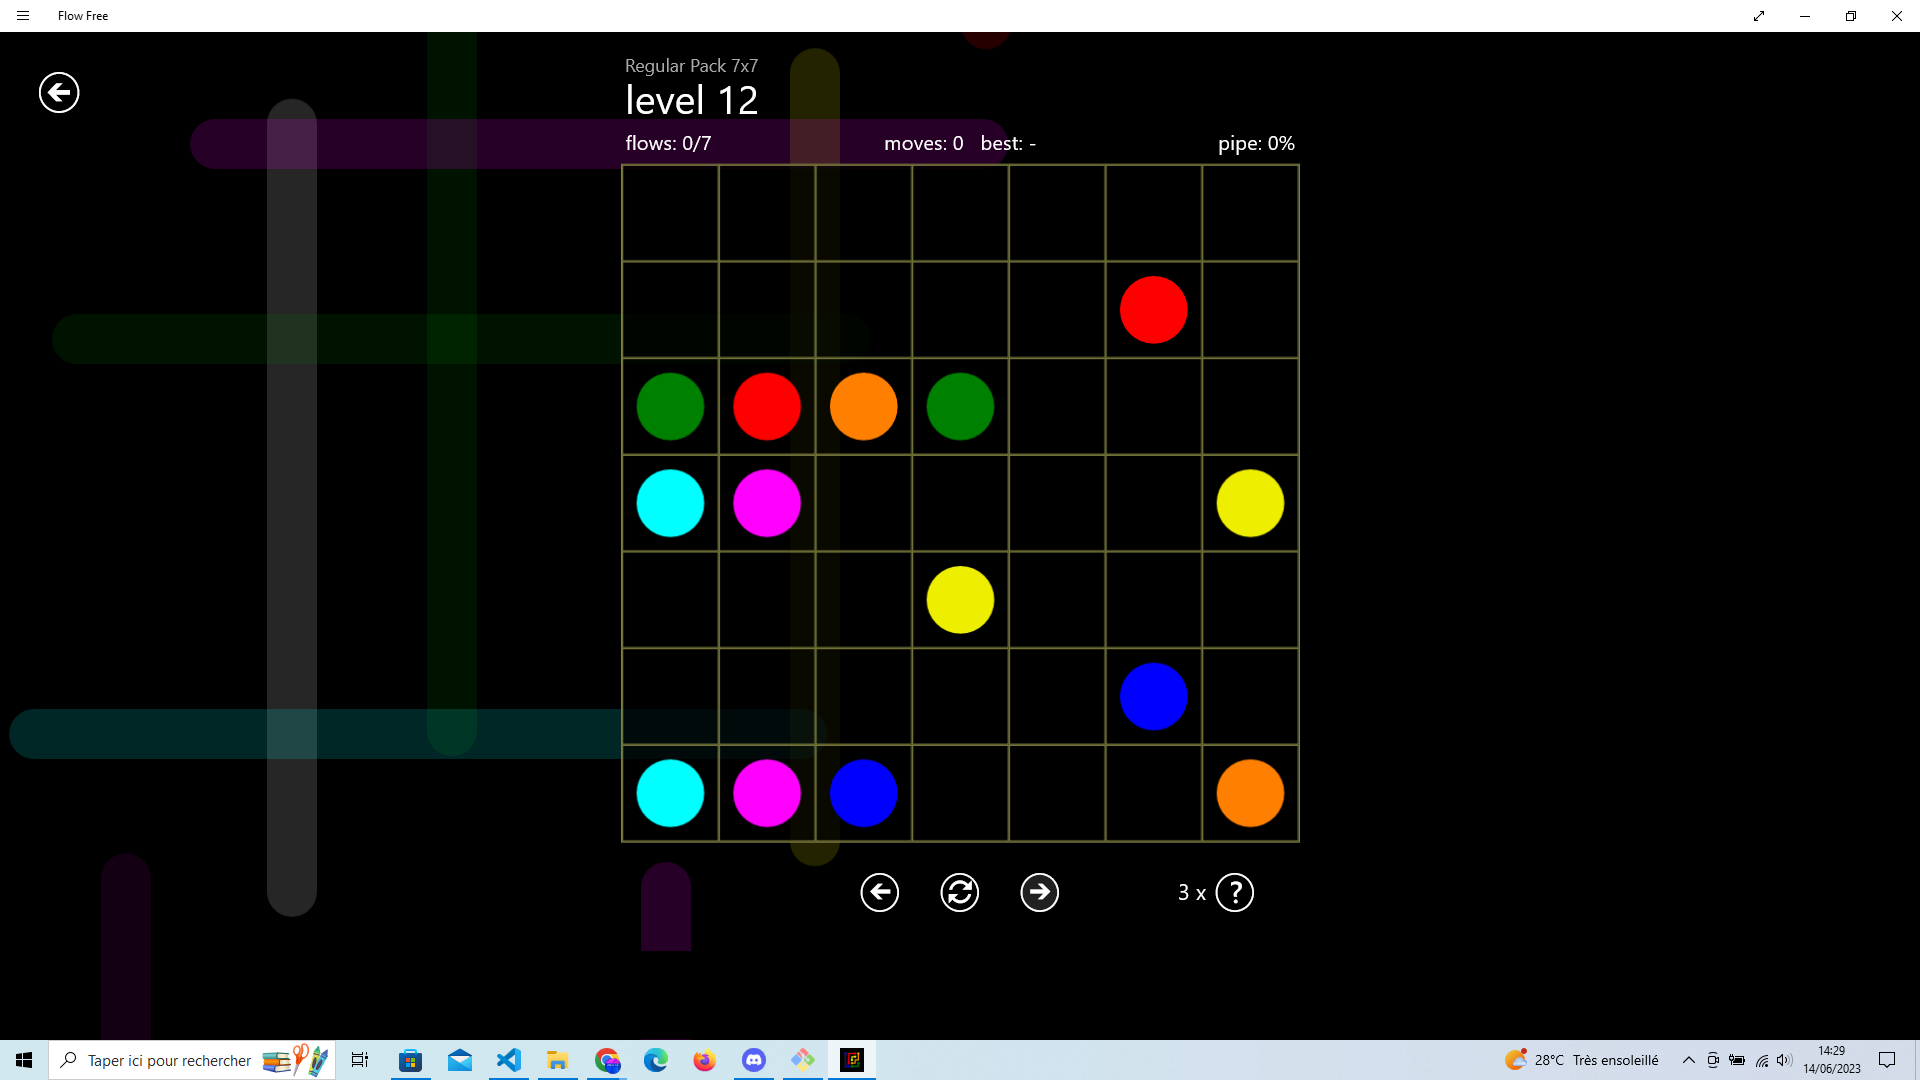 Flow Free
Regular Pack 7x7
level 12
flows: 0/7 moves: 0 best: - pipe: 0%
3 x ?
Taper ici pour rechercher
28°C Très ensoleillé
14:29
14/06/2023